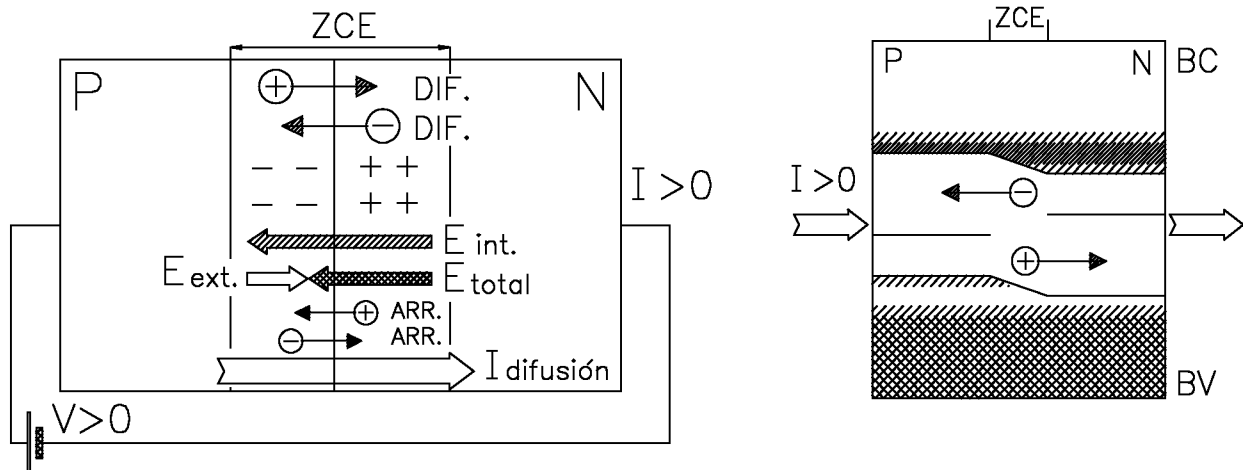 ZCE
P
N
DIF.
DIF.
− −
+ +
− −
+ +
E int.
E ext.
E total
ARR.
ARR.
I difusión
I>0
V>0
ZCE
P
N
BC
I>0
BV